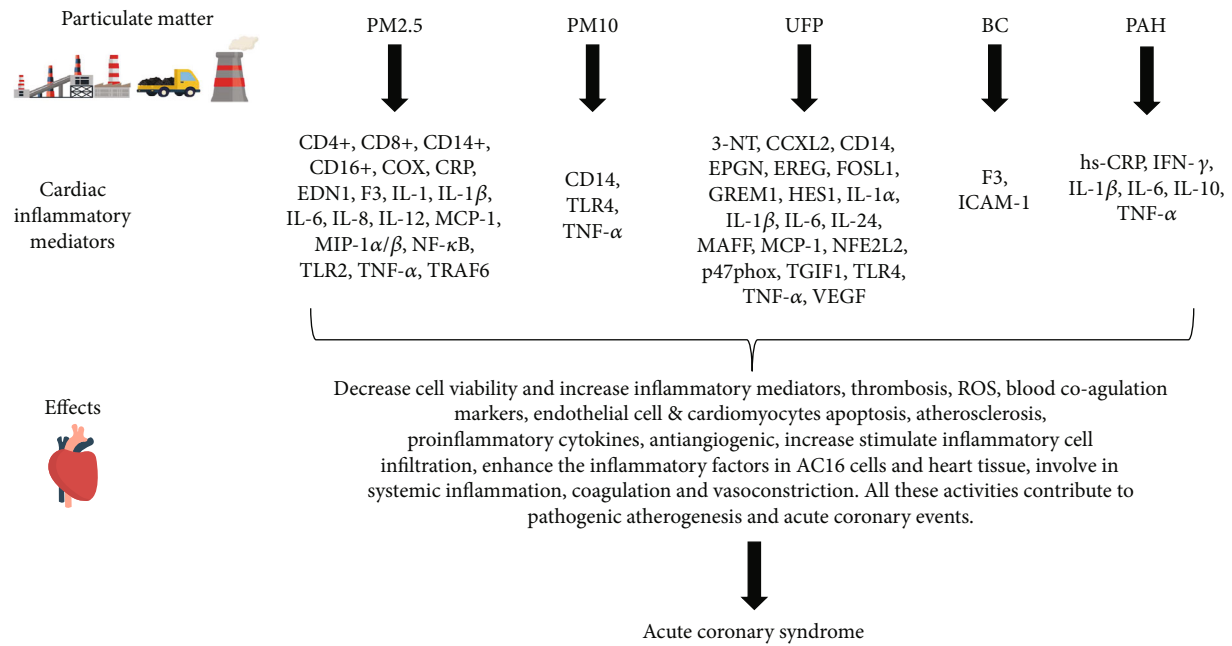 Particulate matter
PM2.5
PM10
UFP
BC
PAH
Cardiac
inflammatory
mediators
CD4+, CD8+, CD14+,
CD16+, COX, CRP,
EDN1, F3, IL-1, IL-1β,
IL-6, IL-8, IL-12, MCP-1,
MIP-1α/β, NF-κB,
TLR2, TNF-α, TRAF6
CD14,
TLR4,
TNF-α
3-NT, CCXL2, CD14,
EPGN, EREG, FOSL1,
GREM1, HES1, IL-1α,
IL-1β, IL-6, IL-24,
MAFF, MCP-1, NFE2L2,
p47phox, TGIF1, TLR4,
TNF-α, VEGF
F3,
ICAM-1
hs-CRP, IFN-γ,
IL-1β, IL-6, IL-10,
TNF-α
Effects
Decrease cell viability and increase inflammatory mediators, thrombosis, ROS, blood co-agulation
markers, endothelial cell & cardiomyocytes apoptosis, atherosclerosis,
proinflammatory cytokines, antiangiogenic, increase stimulate inflammatory cell
infiltration, enhance the inflammatory factors in AC16 cells and heart tissue, involve in
systemic inflammation, coagulation and vasoconstriction. All these activities contribute to
pathogenic atherogenesis and acute coronary events.
Acute coronary syndrome